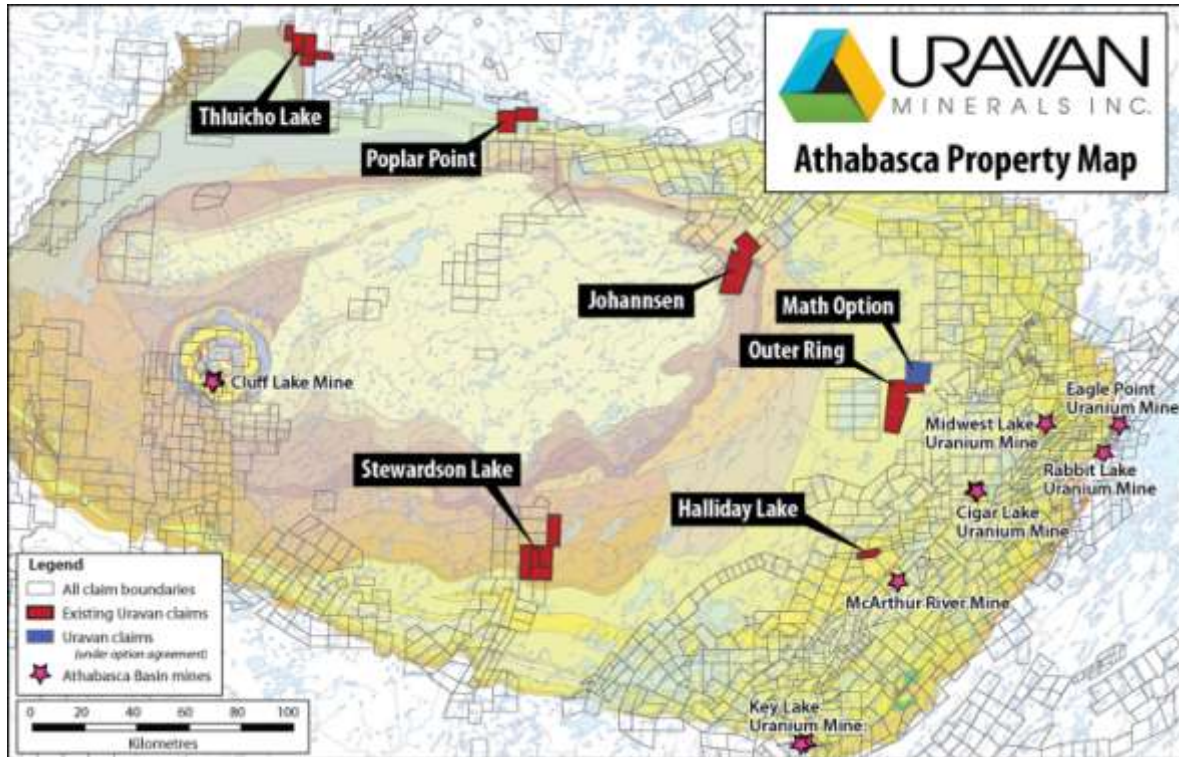 URAVAN
MINERALS INC.
Athabasca Property Map
Thluicho Lake
Poplar Point
Johannsen
Math Option
Outer Ring
Cluff Lake Mine
Eagle Point
Uranium Mine
Midwest Lake
Uranium Mine
Rabbit Lake
Uranium Mine
Stewardson Lake
Halliday Lake
Cigar Lake
Uranium Mine
McArthur River Mine
Key Lake
Uranium Mine
Legend
All claim boundaries
Existing Uravan claims
Uravan claims
(under option agreement)
Athabasca Basin mines
0 20 40 60 80 100
Kilometres